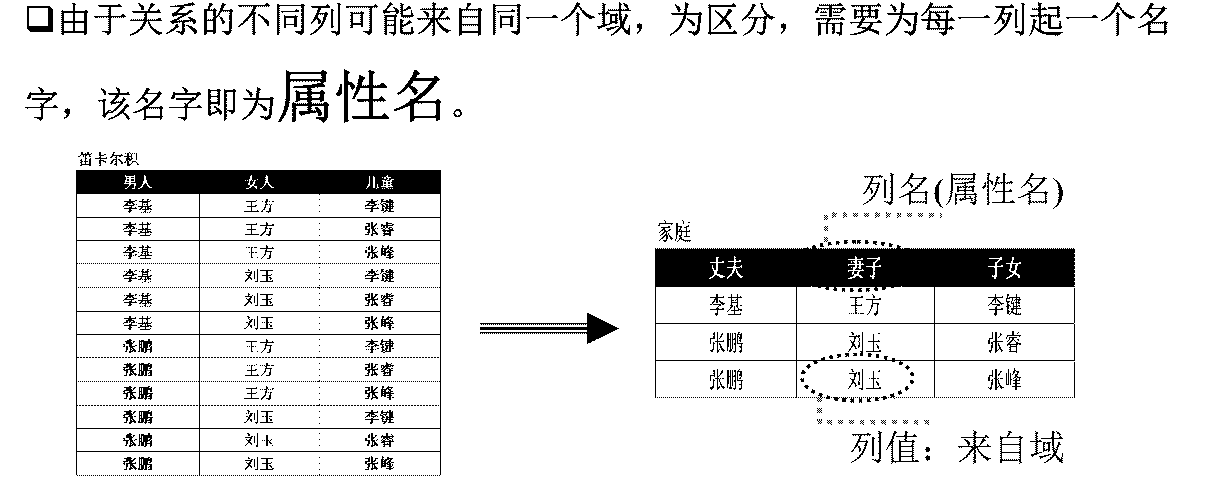 ❑由于关系的不同列可能来自同一个域，为区分，需要为每一列起一个名
字，该名字即为属性名。
笛卡尔积
男人 女人 儿童
李基 王方 李键
李基 王方 张睿
李基 王方 张峰
李基 刘玉 李键
李基 刘玉 张睿
李基 刘玉 张峰
张鹏 王方 李键
张鹏 王方 张睿
张鹏 王方 张峰
张鹏 刘玉 李键
张鹏 刘玉 张睿
张鹏 刘玉 张峰
列名(属性名)
家庭
丈夫 妻子 子女
李基 王方 李键
张鹏 刘玉 张睿
张鹏 刘玉 张峰
列值：来自域